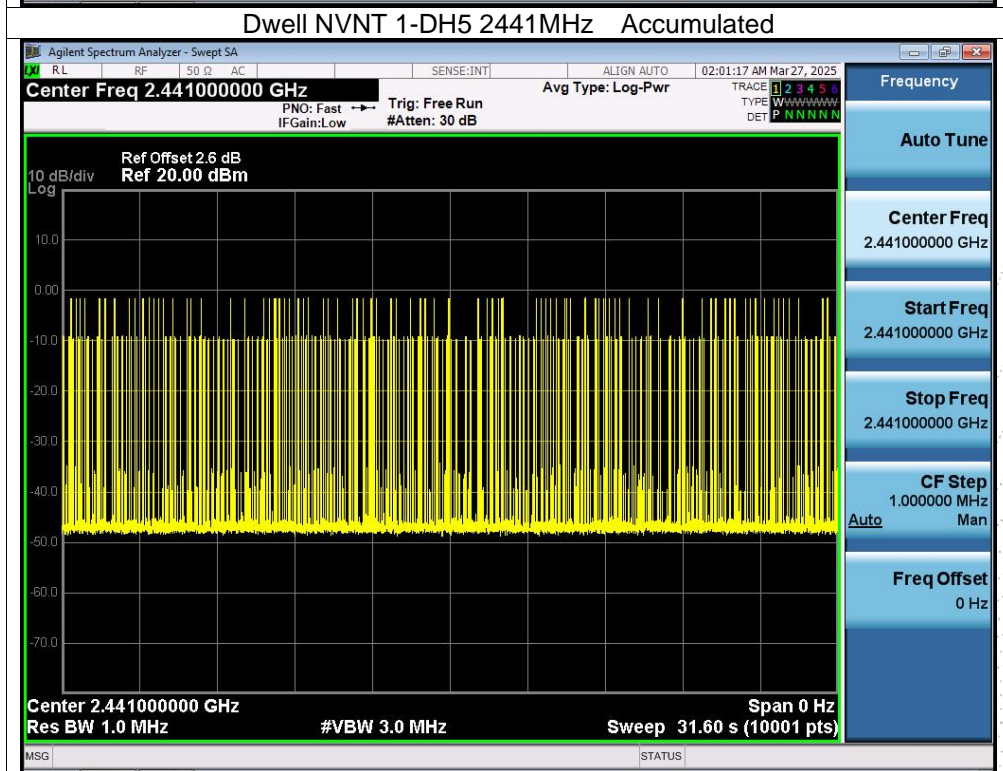 Dwell NVNT 1-DH5 2441MHz Accumulated
Agilent Spectrum Analyzer - Swept SA
LXI RL RF 50 Ω AC SENSE:INT ALIGN AUTO 02:01:17 AM Mar 27, 2025
Center Freq 2.441000000 GHz
PNO: Fast
IFGain:Low
Trig: Free Run
#Atten: 30 dB
Avg Type: Log-Pwr
TRACE 1 2 3 4 5 6
TYPE WWWWWW
DET P N N N N N
Ref Offset 2.6 dB
10 dB/div Ref 20.00 dBm
Log
10.0
0.00
-10.0
-20.0
-30.0
-40.0
-50.0
-60.0
-70.0
Center 2.441000000 GHz Span 0 Hz
Res BW 1.0 MHz #VBW 3.0 MHz Sweep 31.60 s (10001 pts)
MSG STATUS
Frequency
Auto Tune
Center Freq
2.441000000 GHz
Start Freq
2.441000000 GHz
Stop Freq
2.441000000 GHz
CF Step
1.000000 MHz
Auto Man
Freq Offset
0 Hz